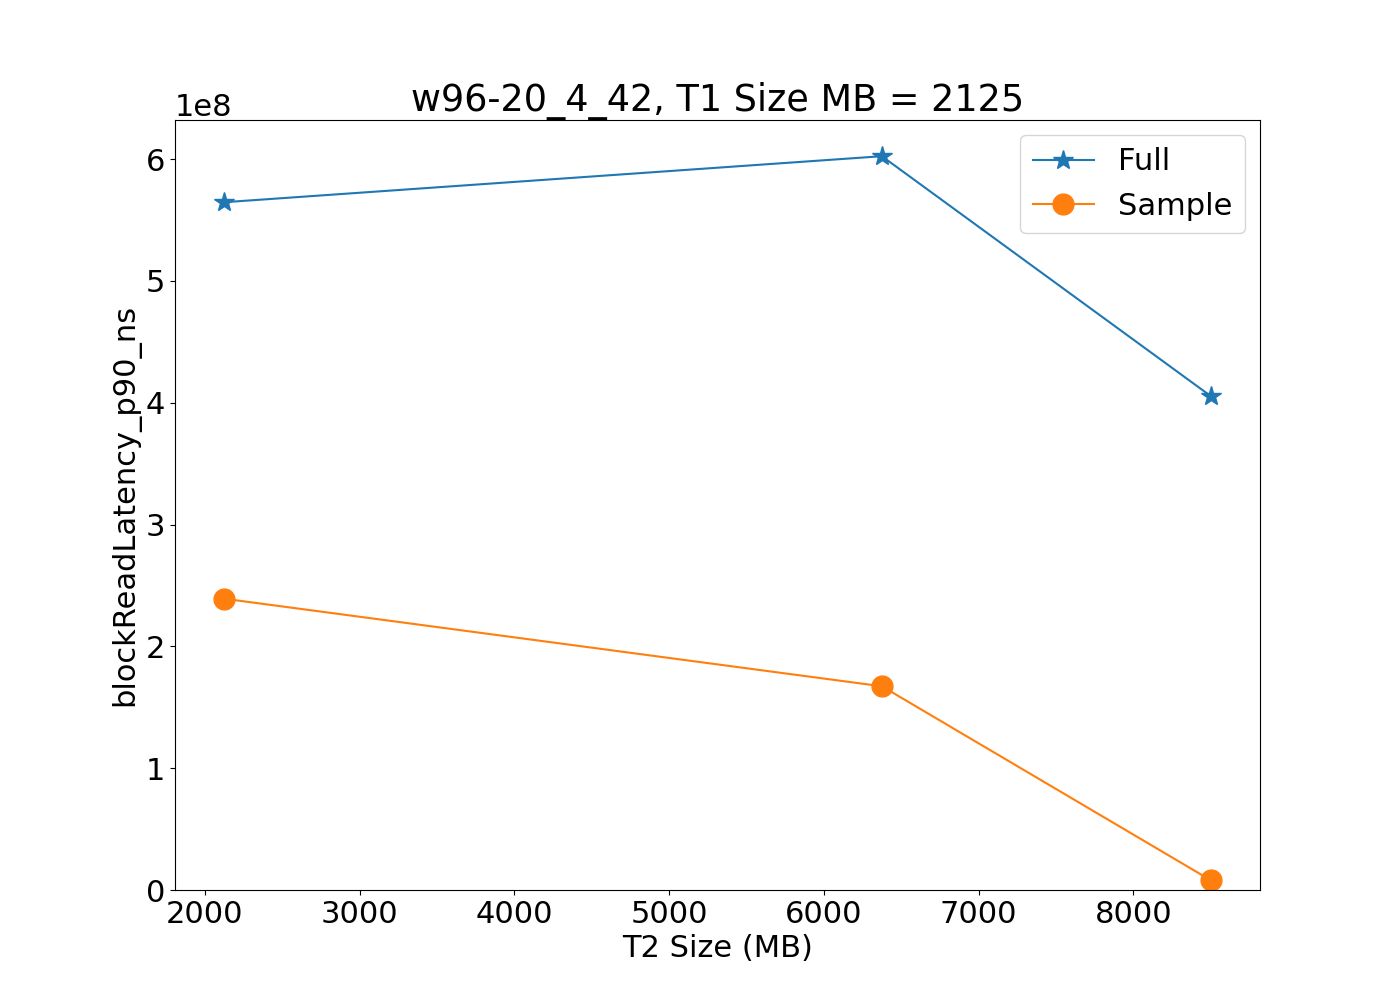 w96-20_4_42, T1 Size MB = 2125
1e8
Full
Sample
6
5
4
3
2
1
0
blockReadLatency_p90_ns
2000 3000 4000 5000 6000 7000 8000
T2 Size (MB)